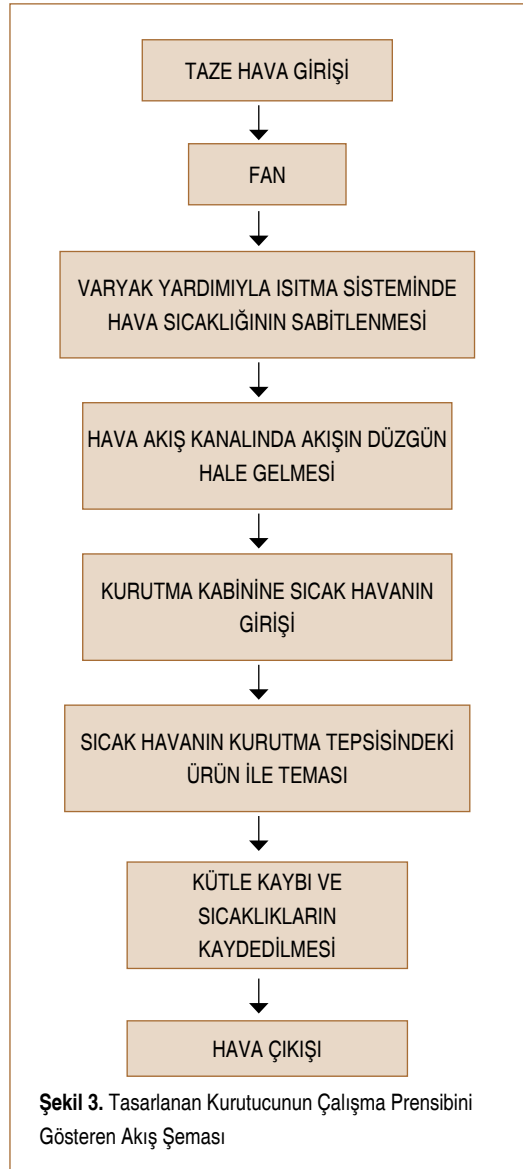 TAZE HAVA GİRİŞİ
FAN
VARYAK YARDIMIYLA ISITMA SİSTEMİNDE
HAVA SICAKLIĞININ SABİTLENMESİ
HAVA AKIŞ KANALINDA AKIŞIN DÜZGÜN
HALE GELMESİ
KURUTMA KABİNİNE SICAK HAVANIN
GİRİŞİ
SICAK HAVANIN KURUTMA TEPSİSİNDEKİ
ÜRÜN İLE TEMASI
KÜTLE KAYBI VE
SICAKLIKLARIN
KAYDEDİLMESİ
HAVA ÇIKIŞI
Şekil 3. Tasarlanan Kurutucunun Çalışma Prensibini
Gösteren Akış Şeması